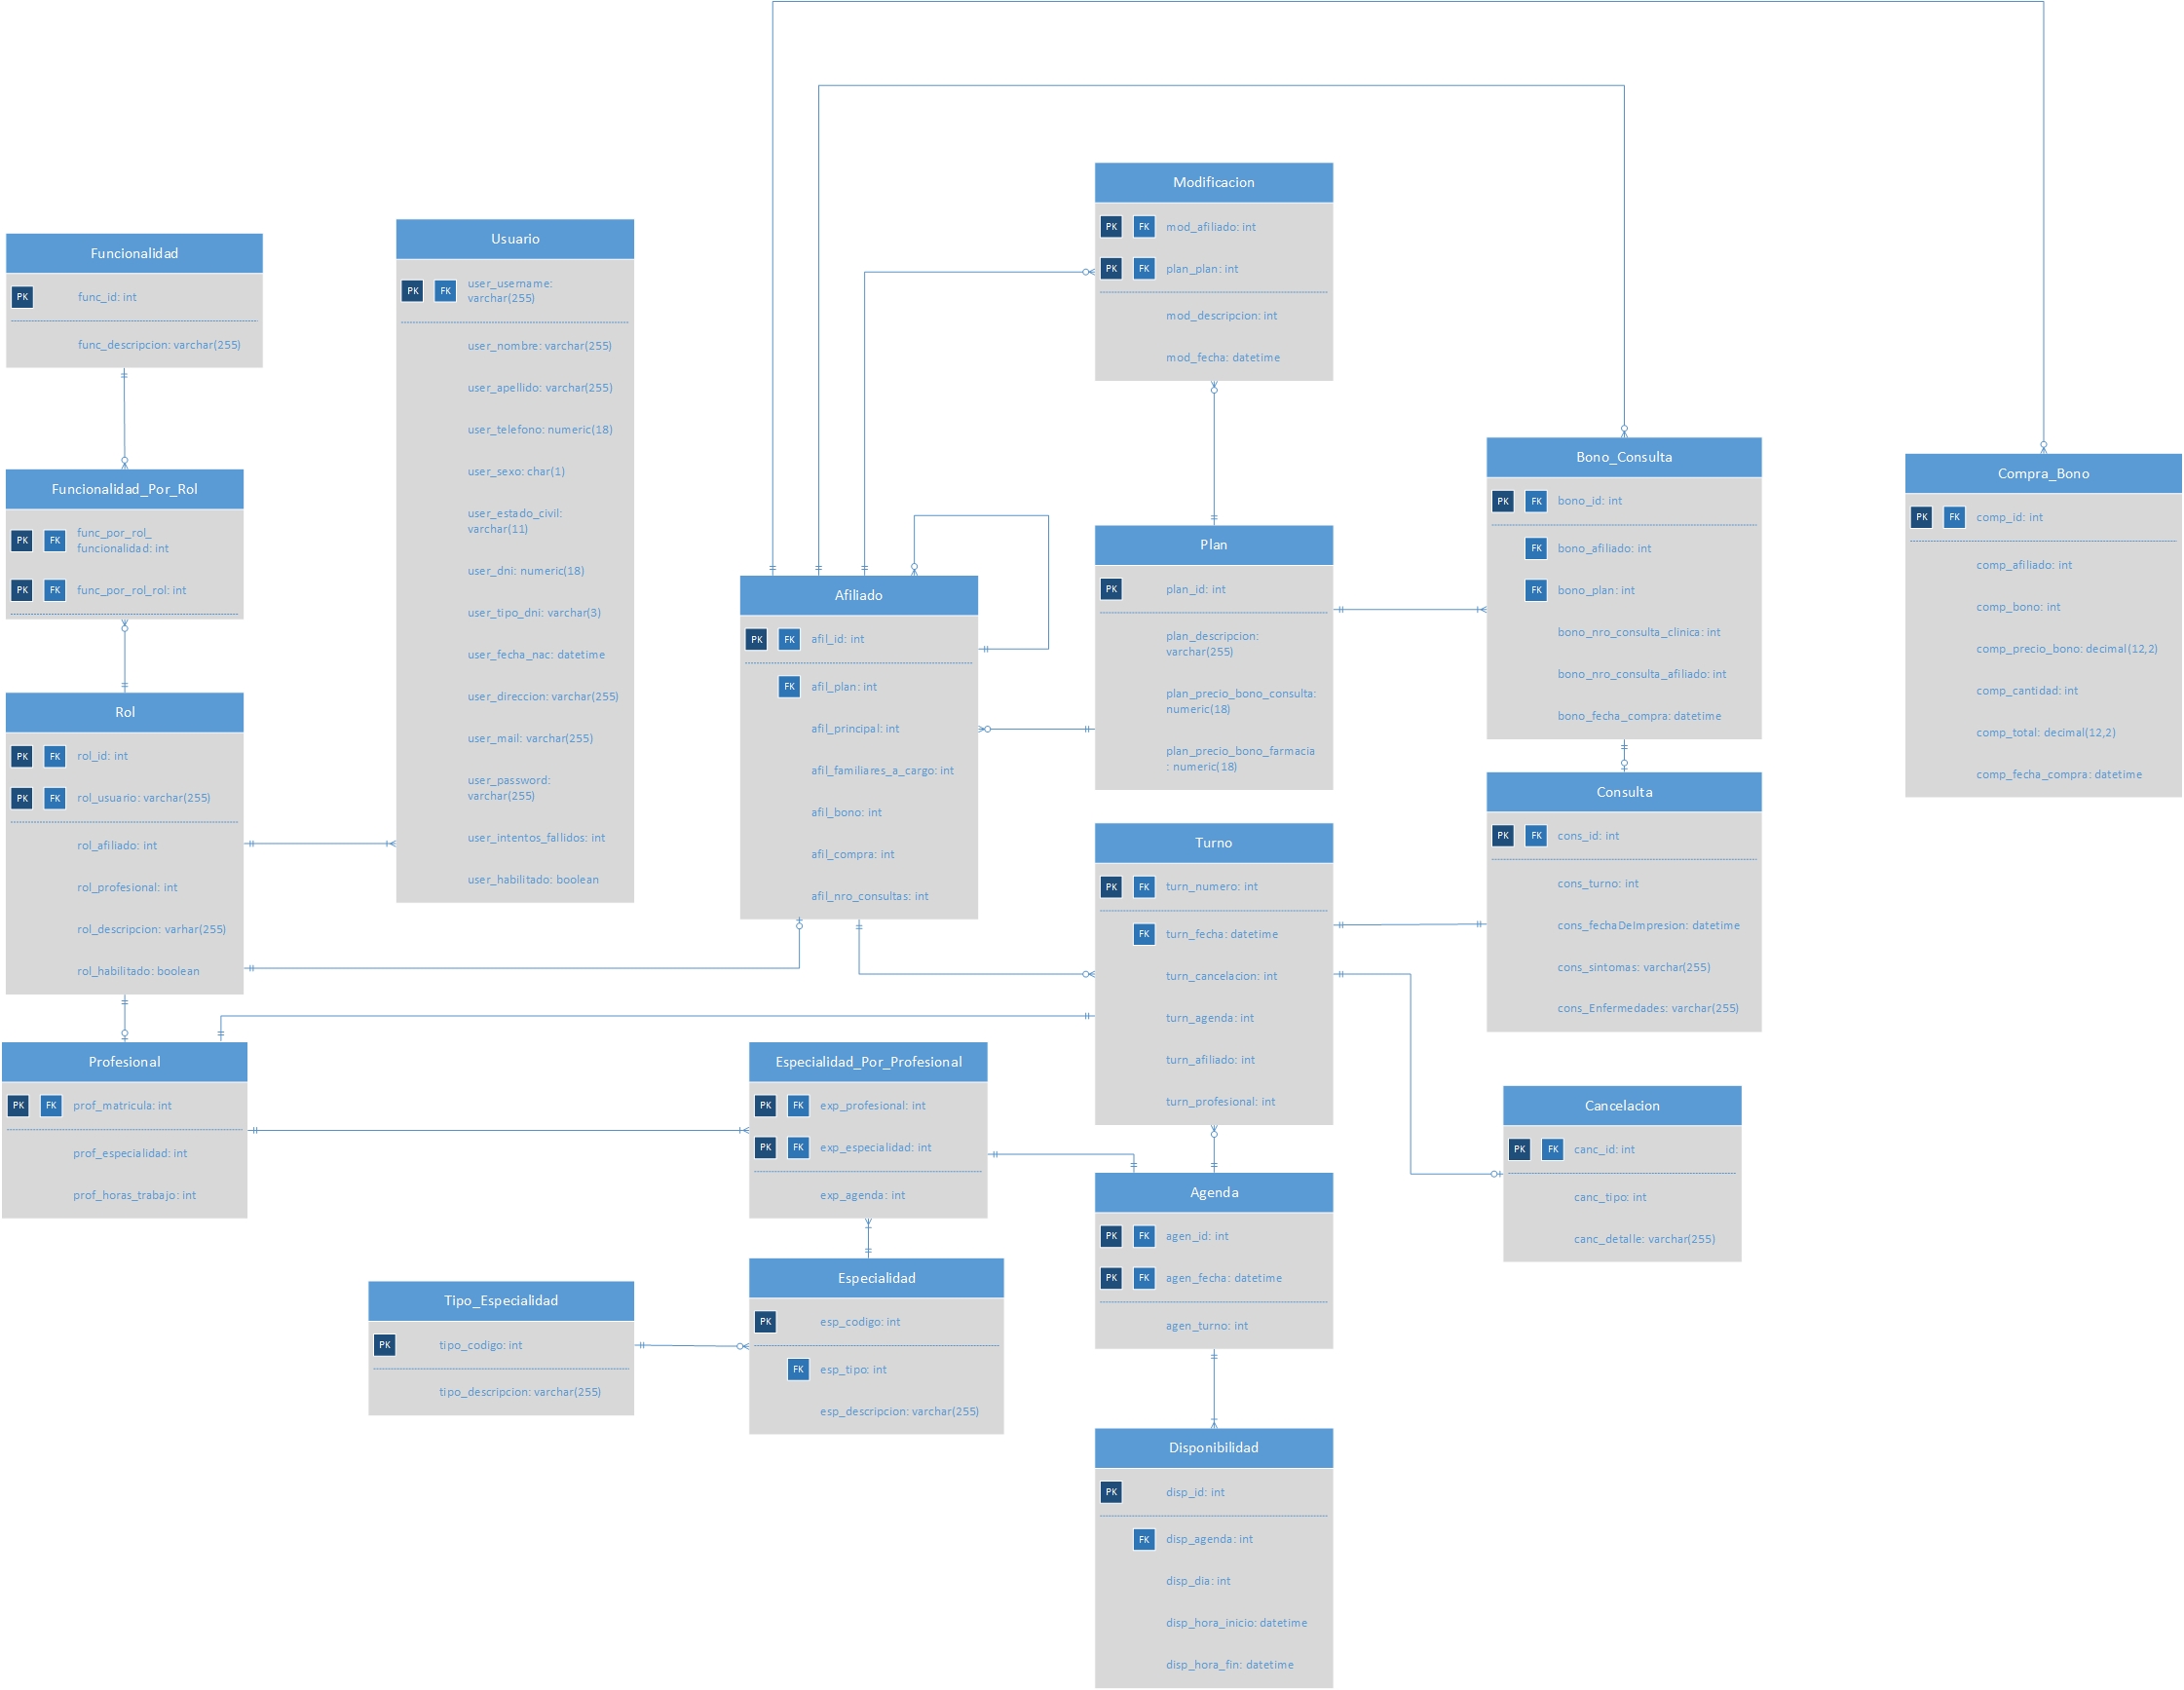 Funcionalidad
PK
func_id: int
func_descripcion: varchar(255)
Funcionalidad_Por_Rol
PK FK func_por_rol_
funcionalidad: int
PK FK func_por_rol_rol: int
Rol
PK FK rol_id: int
PK FK rol_usuario: varchar(255)
rol_afiliado: int
rol_profesional: int
rol_descripcion: varhar(255)
rol_habilitado: boolean
Profesional
PK FK prof_matricula: int
prof_especialidad: int
prof_horas_trabajo: int
Usuario
PK FK user_username:
varchar(255)
user_nombre: varchar(255)
user_apellido: varchar(255)
user_telefono: numeric(18)
user_sexo: char(1)
user_estado_civil:
varchar(11)
user_dni: numeric(18)
user_tipo_dni: varchar(3)
user_fecha_nac: datetime
user_direccion: varchar(255)
user_mail: varchar(255)
user_password:
varchar(255)
user_intentos_fallidos: int
user_habilitado: boolean
Tipo_Especialidad
PK tipo_codigo: int
tipo_descripcion: varchar(255)
Afiliado
PK FK afil_id: int
FK afil_plan: int
afil_principal: int
afil_familiares_a_cargo: int
afil_bono: int
afil_compra: int
afil_nro_consultas: int
Especialidad_Por_Profesional
PK FK exp_profesional: int
PK FK exp_especialidad: int
exp_agenda: int
Especialidad
PK esp_codigo: int
FK esp_tipo: int
esp_descripcion: varchar(255)
Modificacion
PK FK mod_afiliado: int
PK FK plan_plan: int
mod_descripcion: int
mod_fecha: datetime
Plan
PK plan_id: int
plan_descripcion:
varchar(255)
plan_precio_bono_consulta:
numeric(18)
plan_precio_bono_farmacia
: numeric(18)
Turno
PK FK turn_numero: int
FK turn_fecha: datetime
turn_cancelacion: int
turn_agenda: int
turn_afiliado: int
turn_profesional: int
Agenda
PK FK agen_id: int
PK FK agen_fecha: datetime
agen_turno: int
Disponibilidad
PK disp_id: int
FK disp_agenda: int
disp_dia: int
disp_hora_inicio: datetime
disp_hora_fin: datetime
Bono_Consulta
PK FK bono_id: int
FK bono_afiliado: int
FK bono_plan: int
bono_nro_consulta_clinica: int
bono_nro_consulta_afiliado: int
bono_fecha_compra: datetime
Consulta
PK FK cons_id: int
cons_turno: int
cons_fechaDeImpresion: datetime
cons_sintomas: varchar(255)
cons_Enfermedades: varchar(255)
Cancelacion
PK FK canc_id: int
canc_tipo: int
canc_detalle: varchar(255)
Compra_Bono
PK FK comp_id: int
comp_afiliado: int
comp_bono: int
comp_precio_bono: decimal(12,2)
comp_cantidad: int
comp_total: decimal(12,2)
comp_fecha_compra: datetime